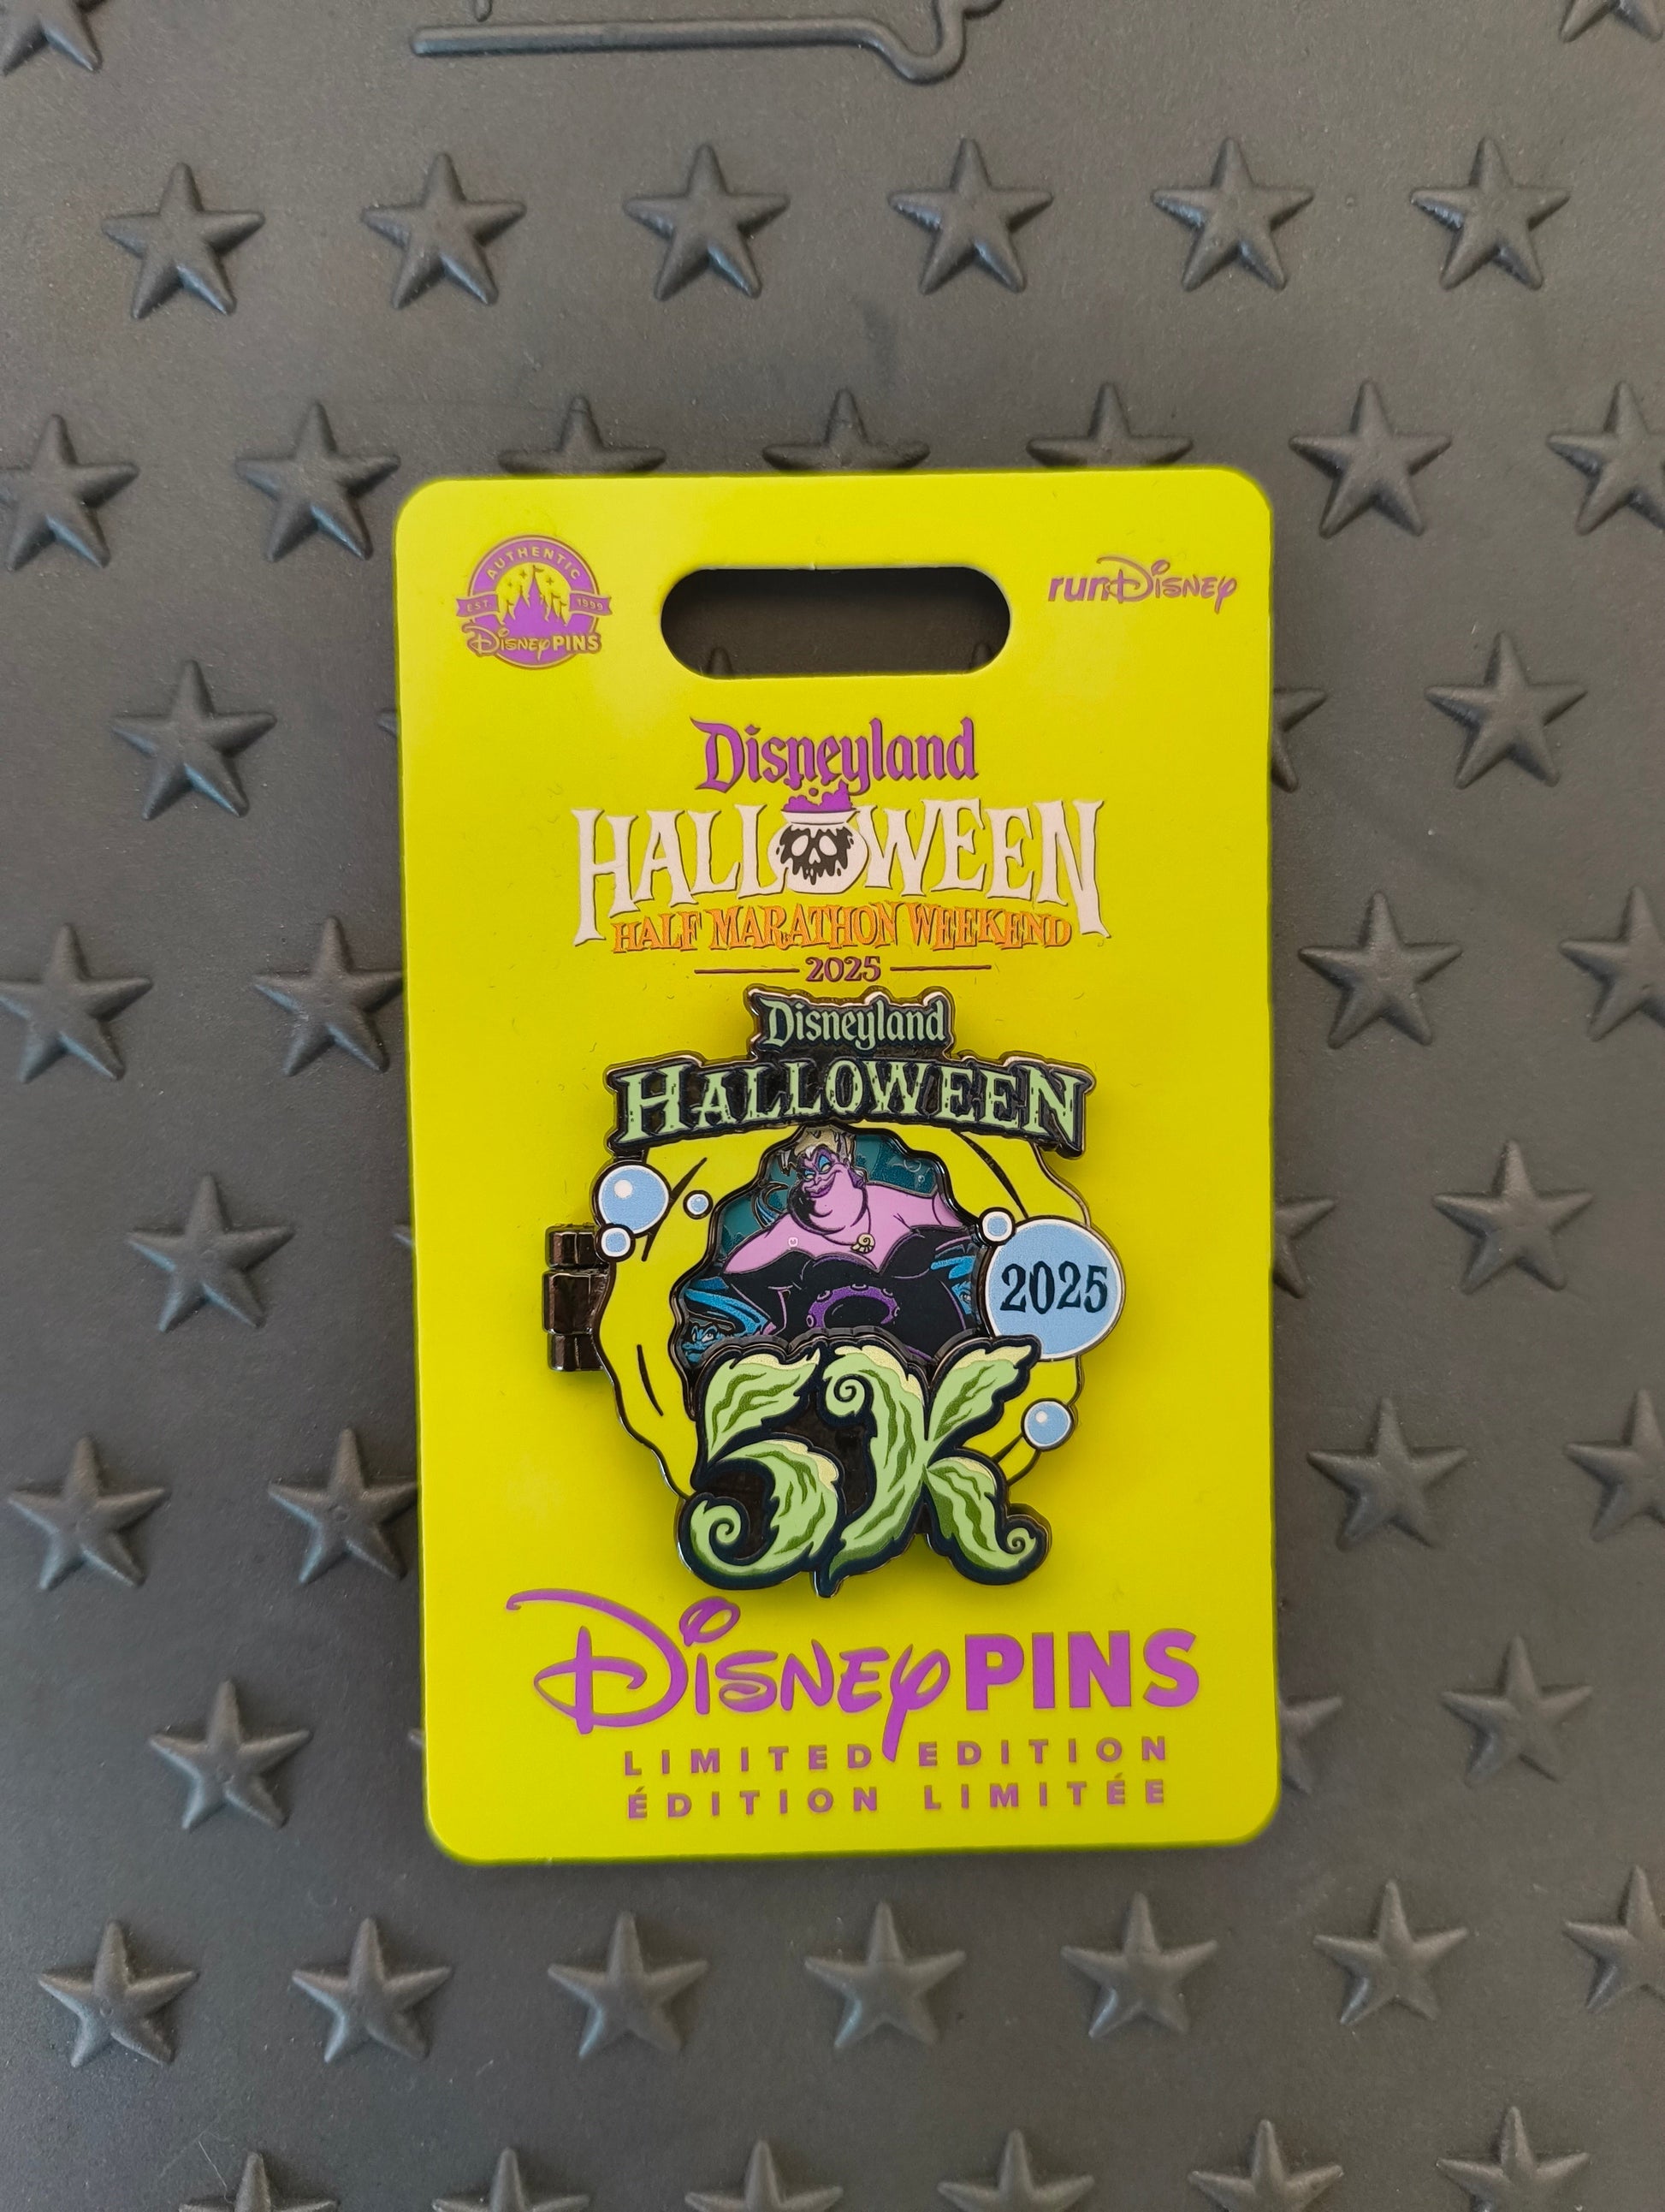 AUTHENTIC
EST. 1999
Disney PINS
runDisney
Disneyland
HALLOWEEN
HALF MARATHON WEEKEND
2025
Disneyland
HALLOWEEN
2025
5K
Disney PINS
LIMITED EDITION
ÉDITION LIMITÉE